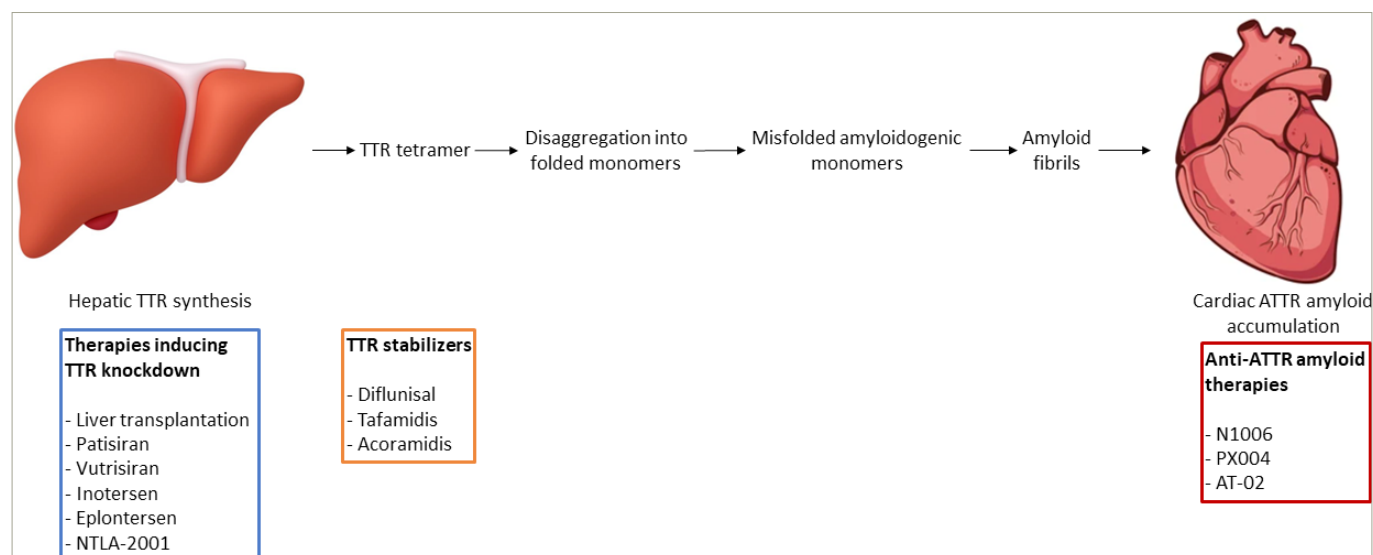 TTR tetramer
Disaggregation into
folded monomers
Misfolded amyloidogenic
monomers
Amyloid
fibrils
Hepatic TTR synthesis
Cardiac ATTR amyloid
accumulation
Therapies inducing
TTR knockdown
- Liver transplantation
- Patisiran
- Vutrisiran
- Inotersen
- Eplontersen
- NTLA-2001
TTR stabilizers
- Diflunisal
- Tafamidis
- Acoramidis
Anti-ATTR amyloid
therapies
- N1006
- PX004
- AT-02